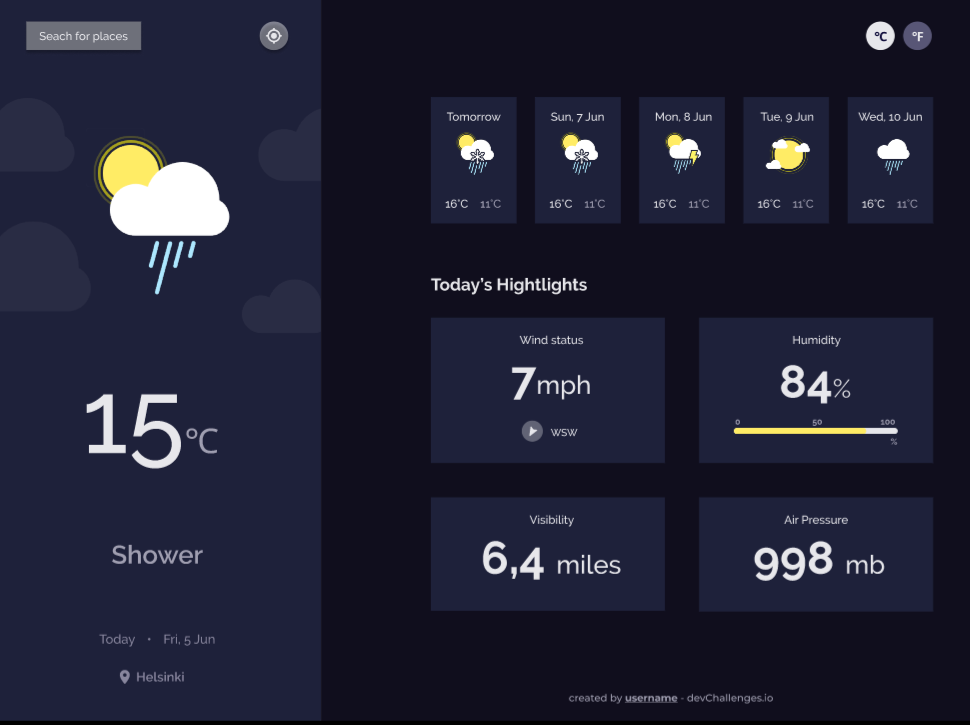 Seach for places
15℃
Shower
Today • Fri, 5 Jun
Helsinki
℃ ℉
Tomorrow
16℃ 11℃
Sun, 7 Jun
16℃ 11℃
Mon, 8 Jun
16℃ 11℃
Tue, 9 Jun
16℃ 11℃
Wed, 10 Jun
16℃ 11℃
Today's Hightlights
Wind status
7mph
WSW
Humidity
84%
0 50 100
%
Visibility
6,4 miles
Air Pressure
998 mb
created by username - devChallenges.io